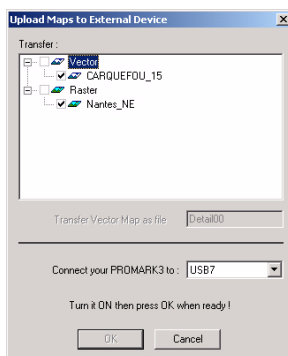 Upload Maps to External Device
Transfer :
Vector
CARQUEFOU_15
Raster
Nantes_NE
Transfer Vector Map as file
Detail00
Connect your PROMARK3 to : USB7
Turn it ON then press OK when ready !
OK
Cancel